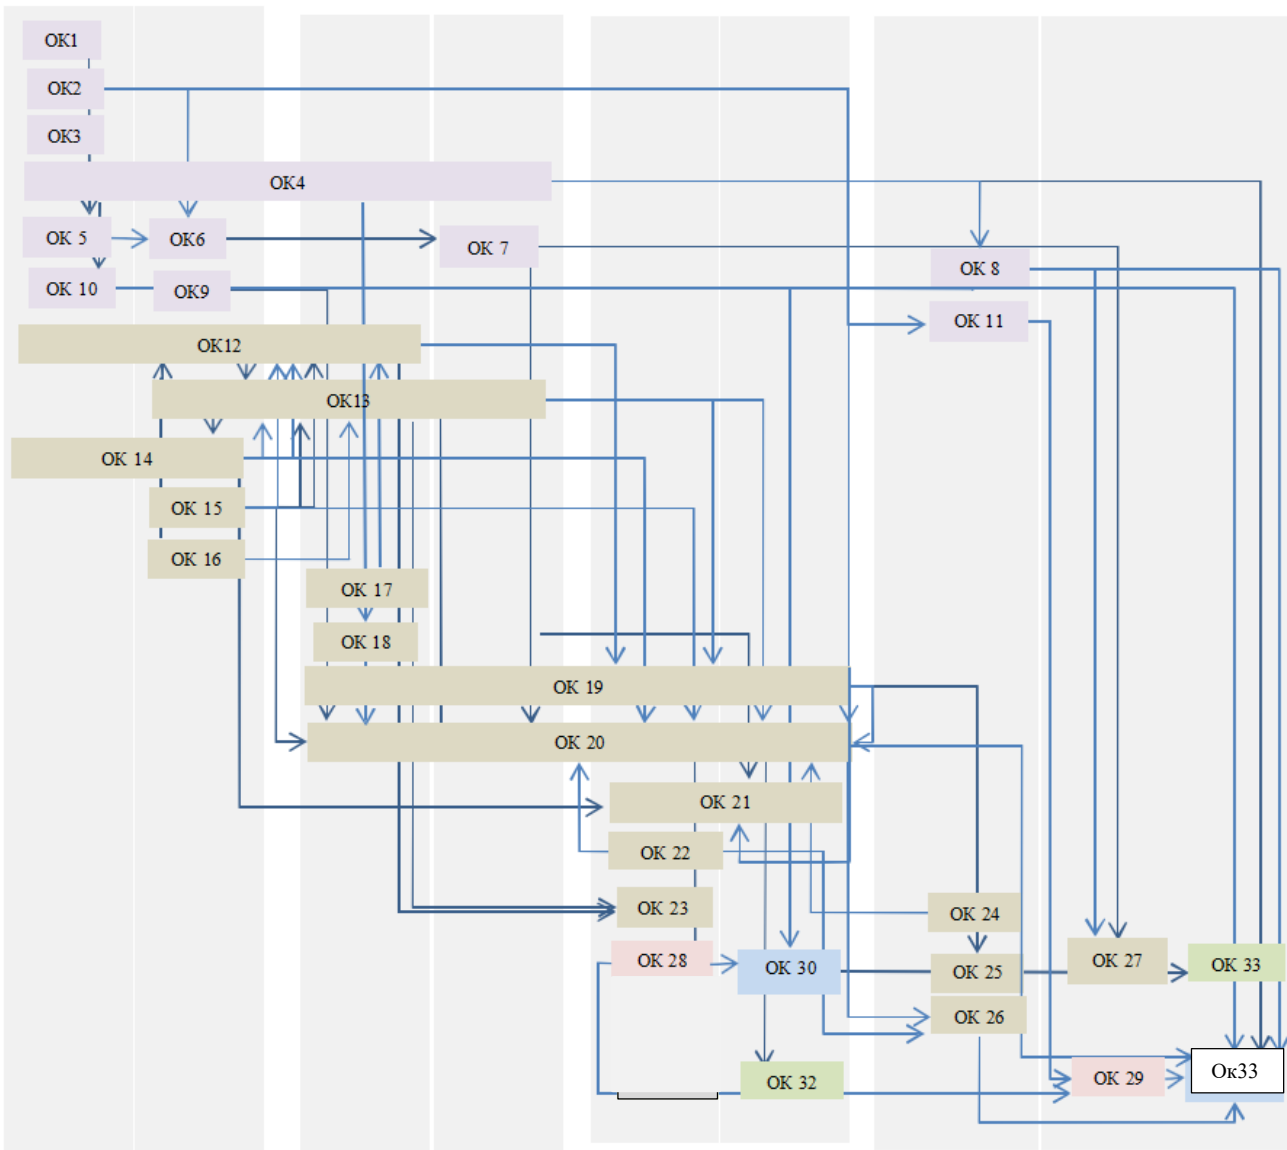 ОК1
ОК2
ОК3
ОК4
ОК 5
ОК6
ОК 7
ОК 8
ОК 10
ОК9
ОК 11
ОК12
ОК13
ОК 14
ОК 15
ОК 16
ОК 17
ОК 18
ОК 19
ОК 20
ОК 21
ОК 22
ОК 23
ОК 24
ОК 28
ОК 30
ОК 25
ОК 27
ОК 33
ОК 26
ОК 32
ОК 29
Ок33